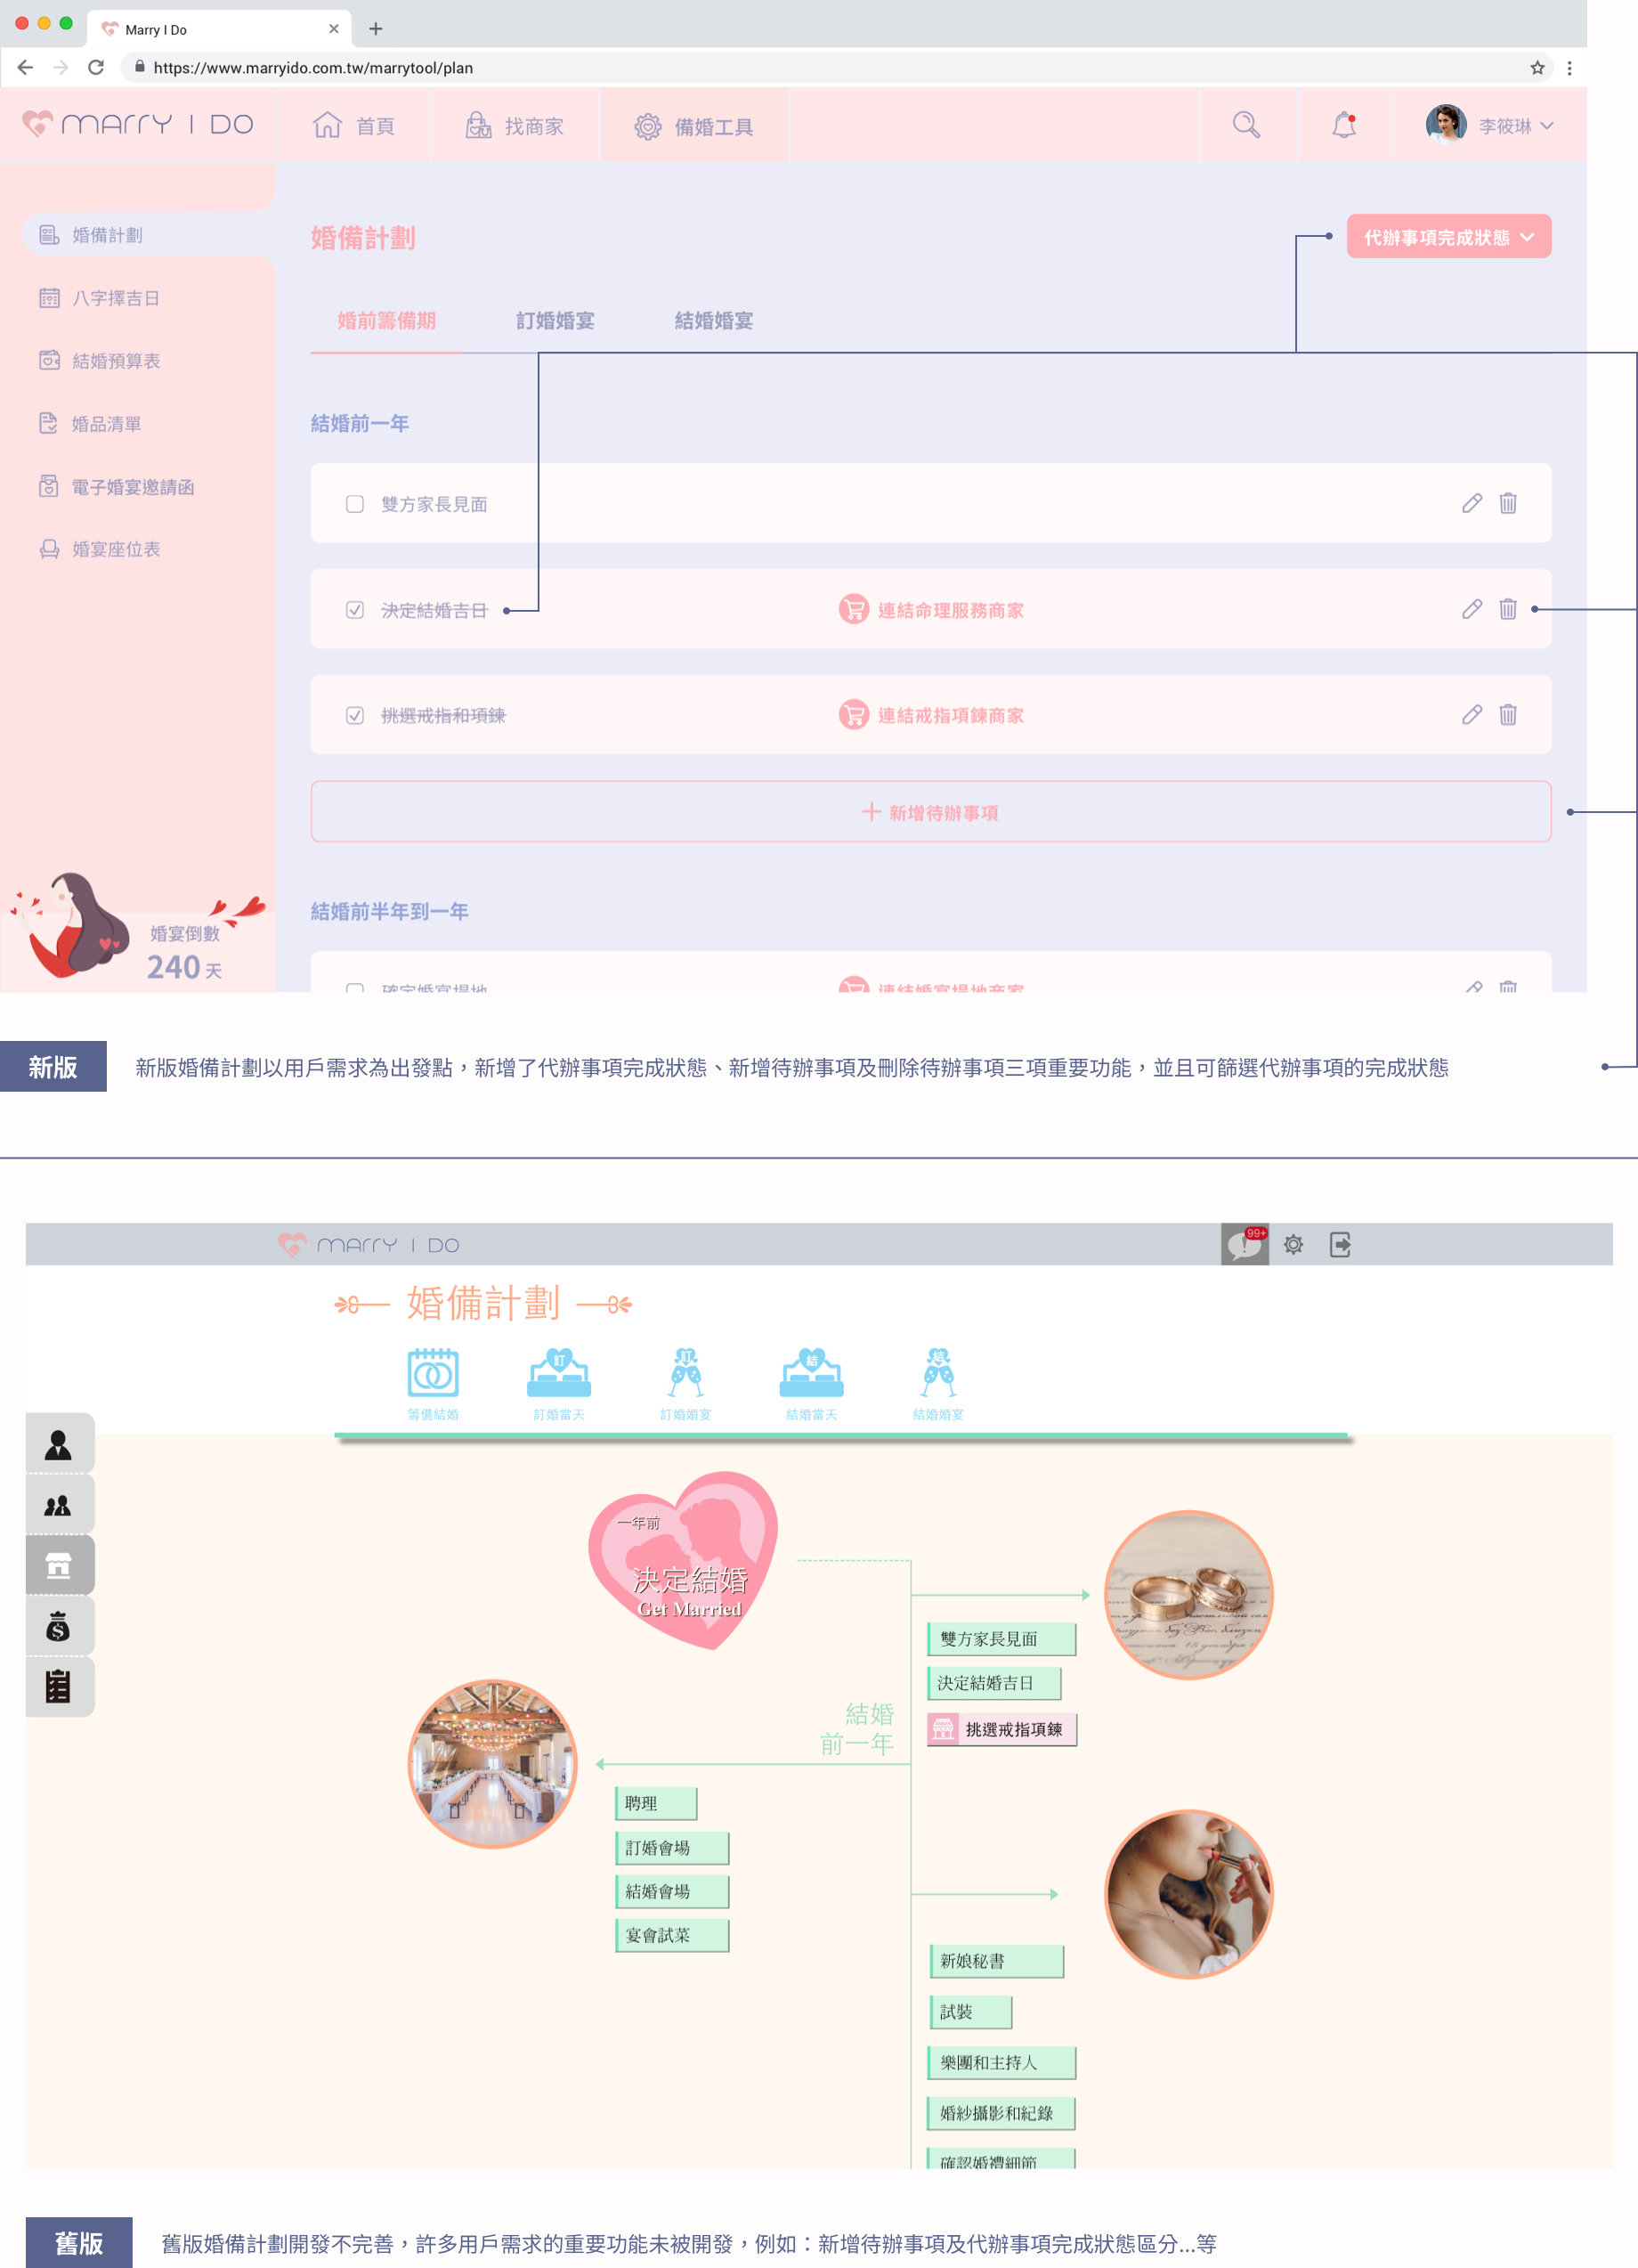 Marry I Do
https://www.marryido.com.tw/marrytool/plan
MARRY I DO
首頁
找商家
備婚工具
李筱琳
婚備計劃
八字擇吉日
結婚預算表
婚品清單
電子婚宴邀請函
婚宴座位表
婚宴倒數
240 天
婚備計劃
代辦事項完成狀態
婚前籌備期
訂婚婚宴
結婚婚宴
結婚前一年
雙方家長見面
決定結婚吉日
連結命理服務商家
挑選戒指和項鍊
連結戒指項鍊商家
新增待辦事項
結婚前半年到一年
確定婚宴場地
連結婚宴場地商家
新版
新版婚備計劃以用戶需求為出發點，新增了代辦事項完成狀態、新增待辦事項及刪除待辦事項三項重要功能，並且可篩選代辦事項的完成狀態
MARRY I DO
99+
婚備計劃
訂
訂
結
結
籌備結婚
訂婚當天
訂婚婚宴
結婚當天
結婚婚宴
一年前
決定結婚
Get Married
雙方家長見面
決定結婚吉日
挑選戒指項鍊
結婚
前一年
聘理
訂婚會場
結婚會場
宴會試菜
新娘秘書
試裝
樂團和主持人
婚紗攝影和紀錄
確認婚禮細節
舊版
舊版婚備計劃開發不完善，許多用戶需求的重要功能未被開發，例如：新增待辦事項及代辦事項完成狀態區分...等